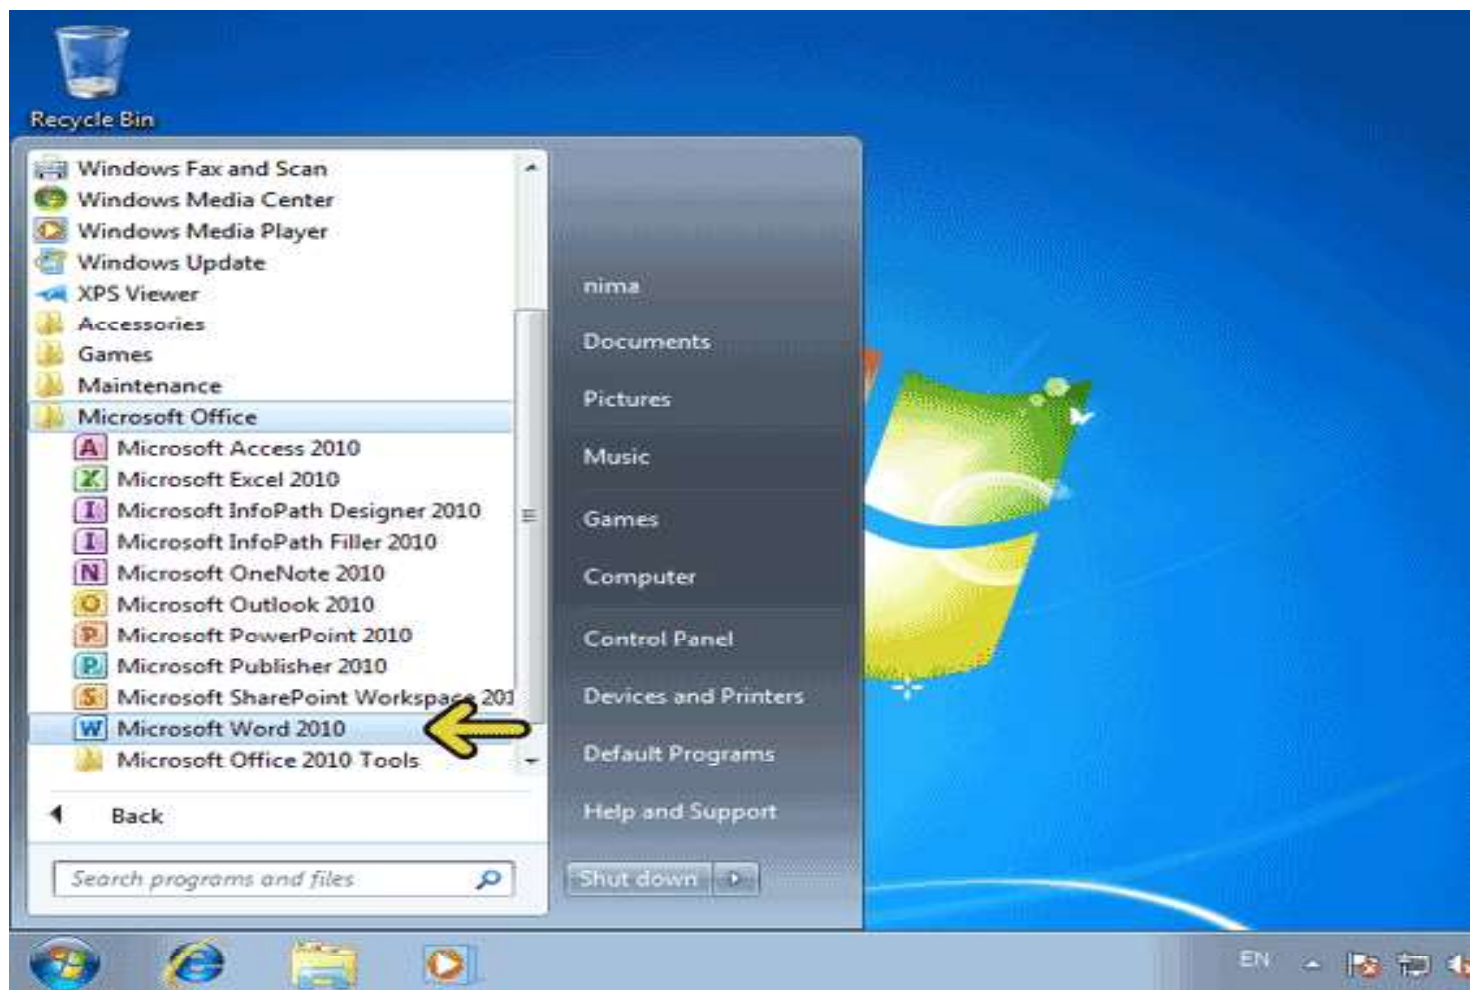 Recycle Bin
Windows Fax and Scan
Windows Media Center
Windows Media Player
Windows Update
XPS Viewer
Accessories
Games
Maintenance
Microsoft Office
Microsoft Access 2010
Microsoft Excel 2010
Microsoft InfoPath Designer 2010
Microsoft InfoPath Filler 2010
Microsoft OneNote 2010
Microsoft Outlook 2010
Microsoft PowerPoint 2010
Microsoft Publisher 2010
Microsoft SharePoint Workspace 201
Microsoft Word 2010
Microsoft Office 2010 Tools
Back
Search programs and files
nima
Documents
Pictures
Music
Games
Computer
Control Panel
Devices and Printers
Default Programs
Help and Support
Shut down
EN